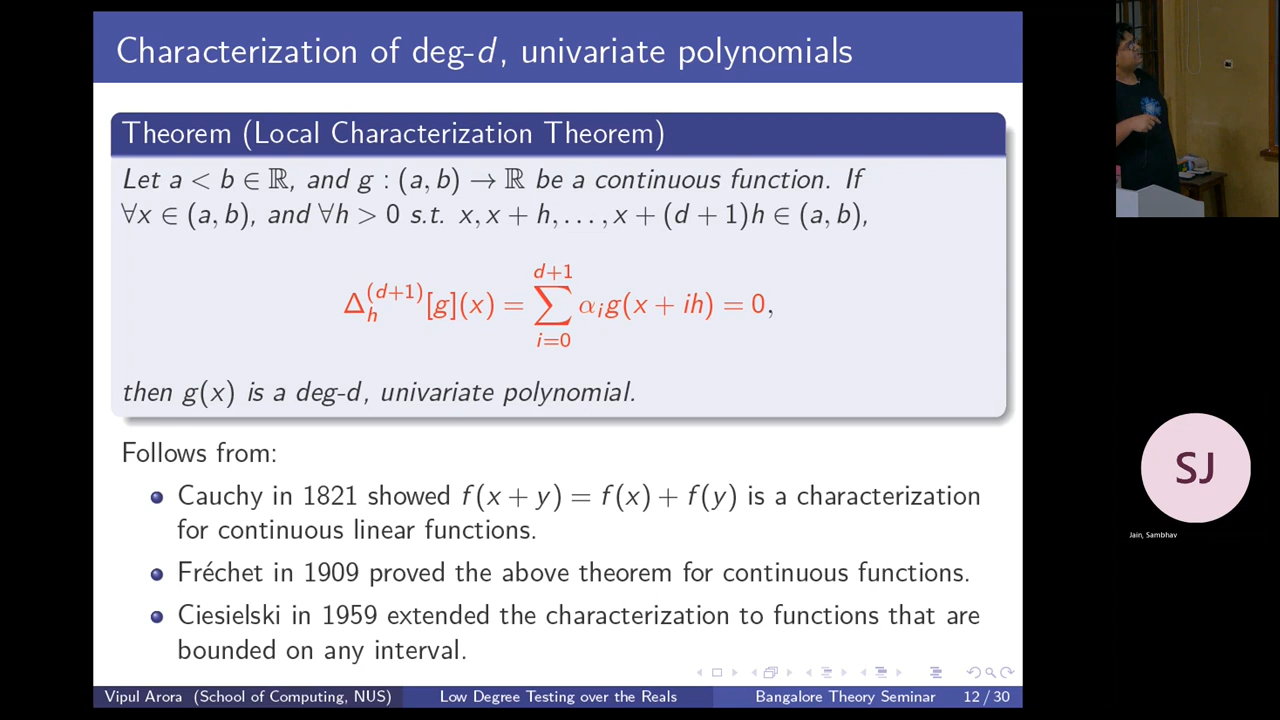 Characterization of deg-d, univariate polynomials
Theorem (Local Characterization Theorem)
Let a < b ∈ ℝ, and g : (a, b) → ℝ be a continuous function. If
∀x ∈ (a, b), and ∀h > 0 s.t. x, x + h, . . . , x + (d + 1)h ∈ (a, b),
Δ_h^{(d+1)}[g](x) = ∑_{i=0}^{d+1} α_i g(x + ih) = 0,
then g(x) is a deg-d, univariate polynomial.
Follows from:
Cauchy in 1821 showed f(x + y) = f(x) + f(y) is a characterization
for continuous linear functions.
Fréchet in 1909 proved the above theorem for continuous functions.
Ciesielski in 1959 extended the characterization to functions that are
bounded on any interval.
Vipul Arora (School of Computing, NUS) Low Degree Testing over the Reals Bangalore Theory Seminar 12 / 30
SJ
Jain, Sambhav